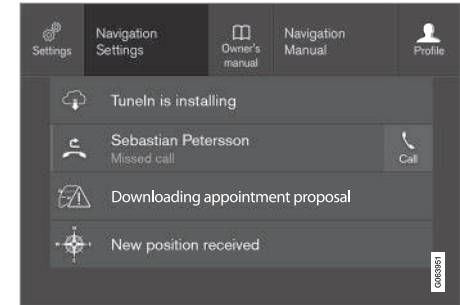 Settings
Navigation
Settings
Owner's
manual
Navigation
Manual
Profile
TuneIn is installing
Sebastian Petersson
Missed call
Call
Downloading appointment proposal
New position received
G063951